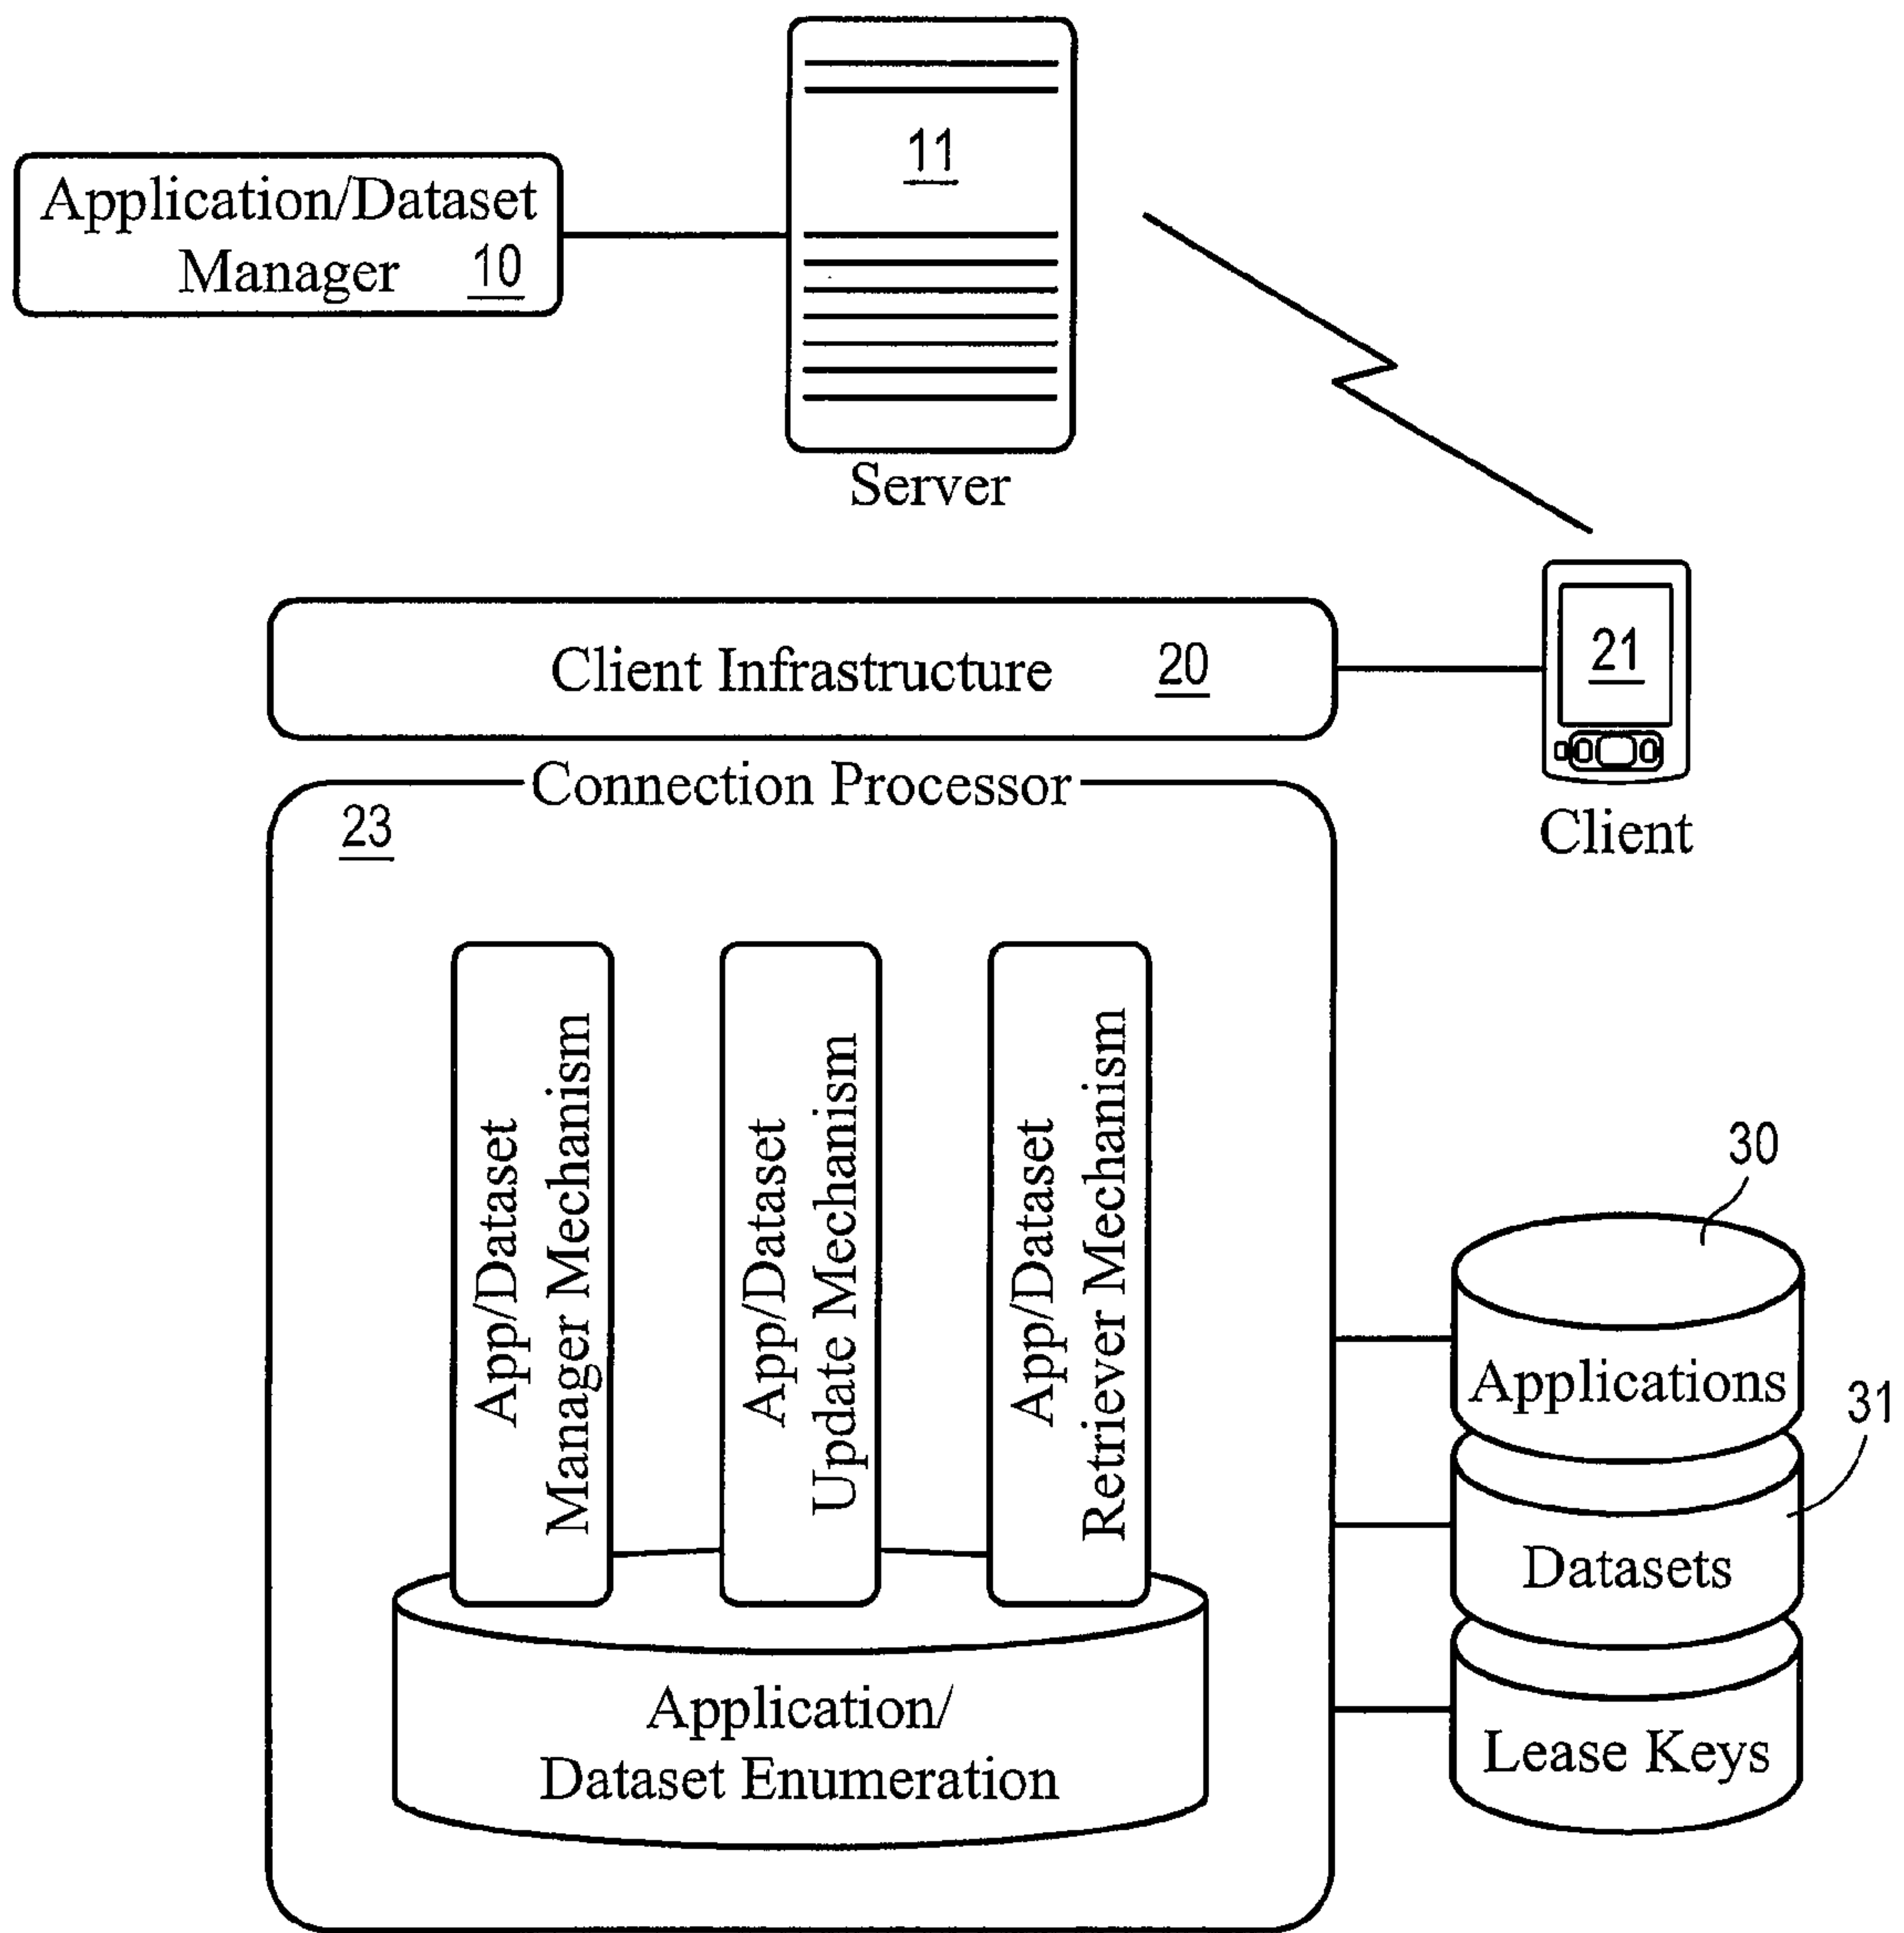 11
Application/Dataset
Manager 10
Server
Client Infrastructure 20
21
Connection Processor
23
Client
App/Dataset
Manager Mechanism
App/Dataset
Update Mechanism
App/Dataset
Retriever Mechanism
30
Applications
31
Datasets
Application/
Dataset Enumeration
Lease Keys